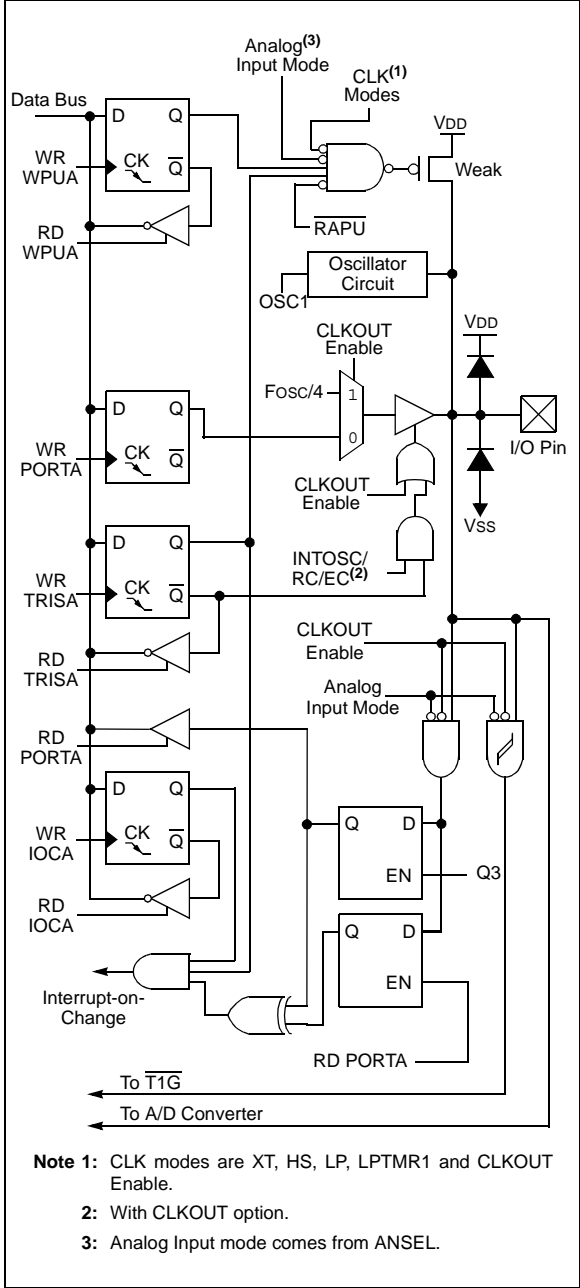 Analog(3)
Input Mode
CLK(1)
Modes
Data Bus
D Q
WR
WPUA
CK Q
VDD
Weak
RAPU
RD
WPUA
Oscillator
Circuit
OSC1
CLKOUT
Enable
VDD
FOSC/4
1
0
D Q
WR
PORTA
CK Q
I/O Pin
CLKOUT
Enable
VSS
D Q
WR
TRISA
CK Q
INTOSC/
RC/EC(2)
RD
TRISA
CLKOUT
Enable
Analog
Input Mode
RD
PORTA
D Q
WR
IOCA
CK Q
Q D
EN
Q3
RD
IOCA
Q D
EN
Interrupt-on-
Change
RD PORTA
To T1G
To A/D Converter
Note 1: CLK modes are XT, HS, LP, LPTMR1 and CLKOUT
Enable.
2: With CLKOUT option.
3: Analog Input mode comes from ANSEL.